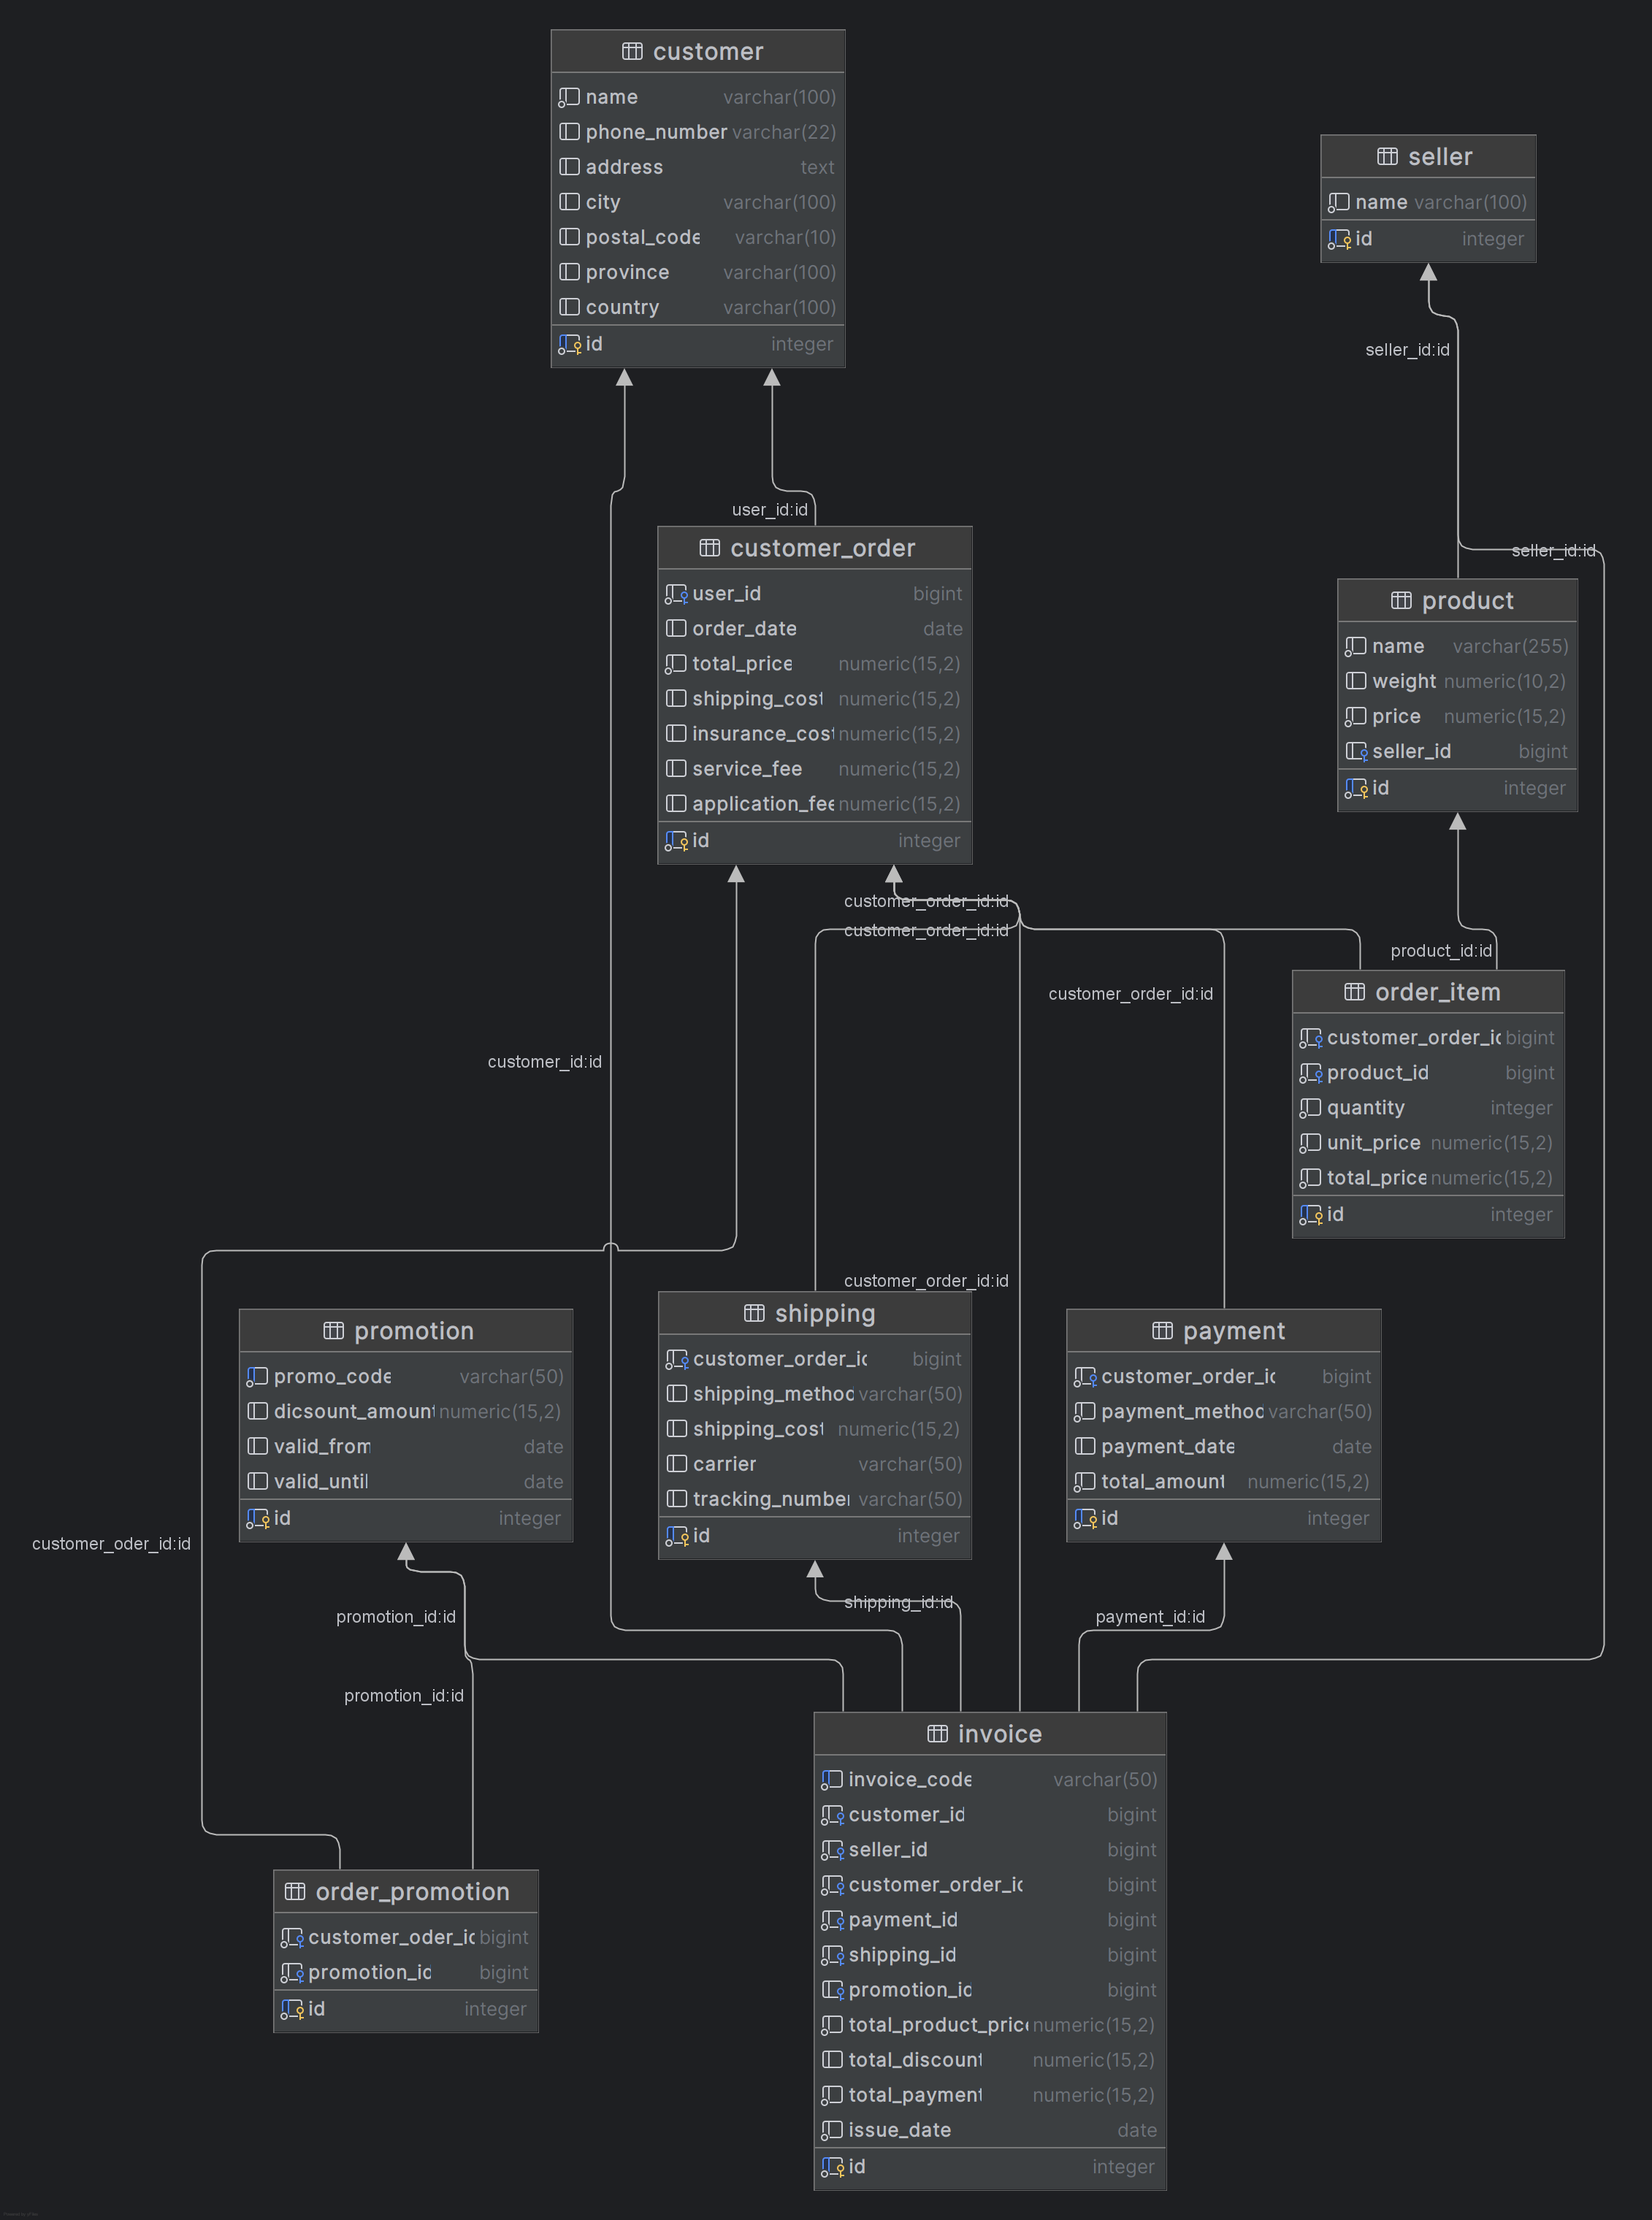 customer
name varchar(100)
phone_number varchar(22)
address text
city varchar(100)
postal_code varchar(10)
province varchar(100)
country varchar(100)
id integer
seller
name varchar(100)
id integer
seller_id:id
user_id:id
customer_order
user_id bigint
order_date date
total_price numeric(15,2)
shipping_cost numeric(15,2)
insurance_cost numeric(15,2)
service_fee numeric(15,2)
application_fee numeric(15,2)
id integer
seller_id:id
product
name varchar(255)
weight numeric(10,2)
price numeric(15,2)
seller_id bigint
id integer
customer_order_id:id
customer_order_id:id
product_id:id
customer_order_id:id
customer_id:id
order_item
customer_order_id bigint
product_id bigint
quantity integer
unit_price numeric(15,2)
total_price numeric(15,2)
id integer
customer_order_id:id
promotion
promo_code varchar(50)
dicsount_amount numeric(15,2)
valid_from date
valid_until date
id integer
shipping
customer_order_id bigint
shipping_method varchar(50)
shipping_cost numeric(15,2)
carrier varchar(50)
tracking_number varchar(50)
id integer
payment
customer_order_id bigint
payment_method varchar(50)
payment_date date
total_amount numeric(15,2)
id integer
customer_oder_id:id
promotion_id:id
shipping_id:id
payment_id:id
promotion_id:id
invoice
invoice_code varchar(50)
customer_id bigint
seller_id bigint
customer_order_id bigint
payment_id bigint
shipping_id bigint
promotion_id bigint
total_product_price numeric(15,2)
total_discount numeric(15,2)
total_payment numeric(15,2)
issue_date date
id integer
order_promotion
customer_oder_id bigint
promotion_id bigint
id integer